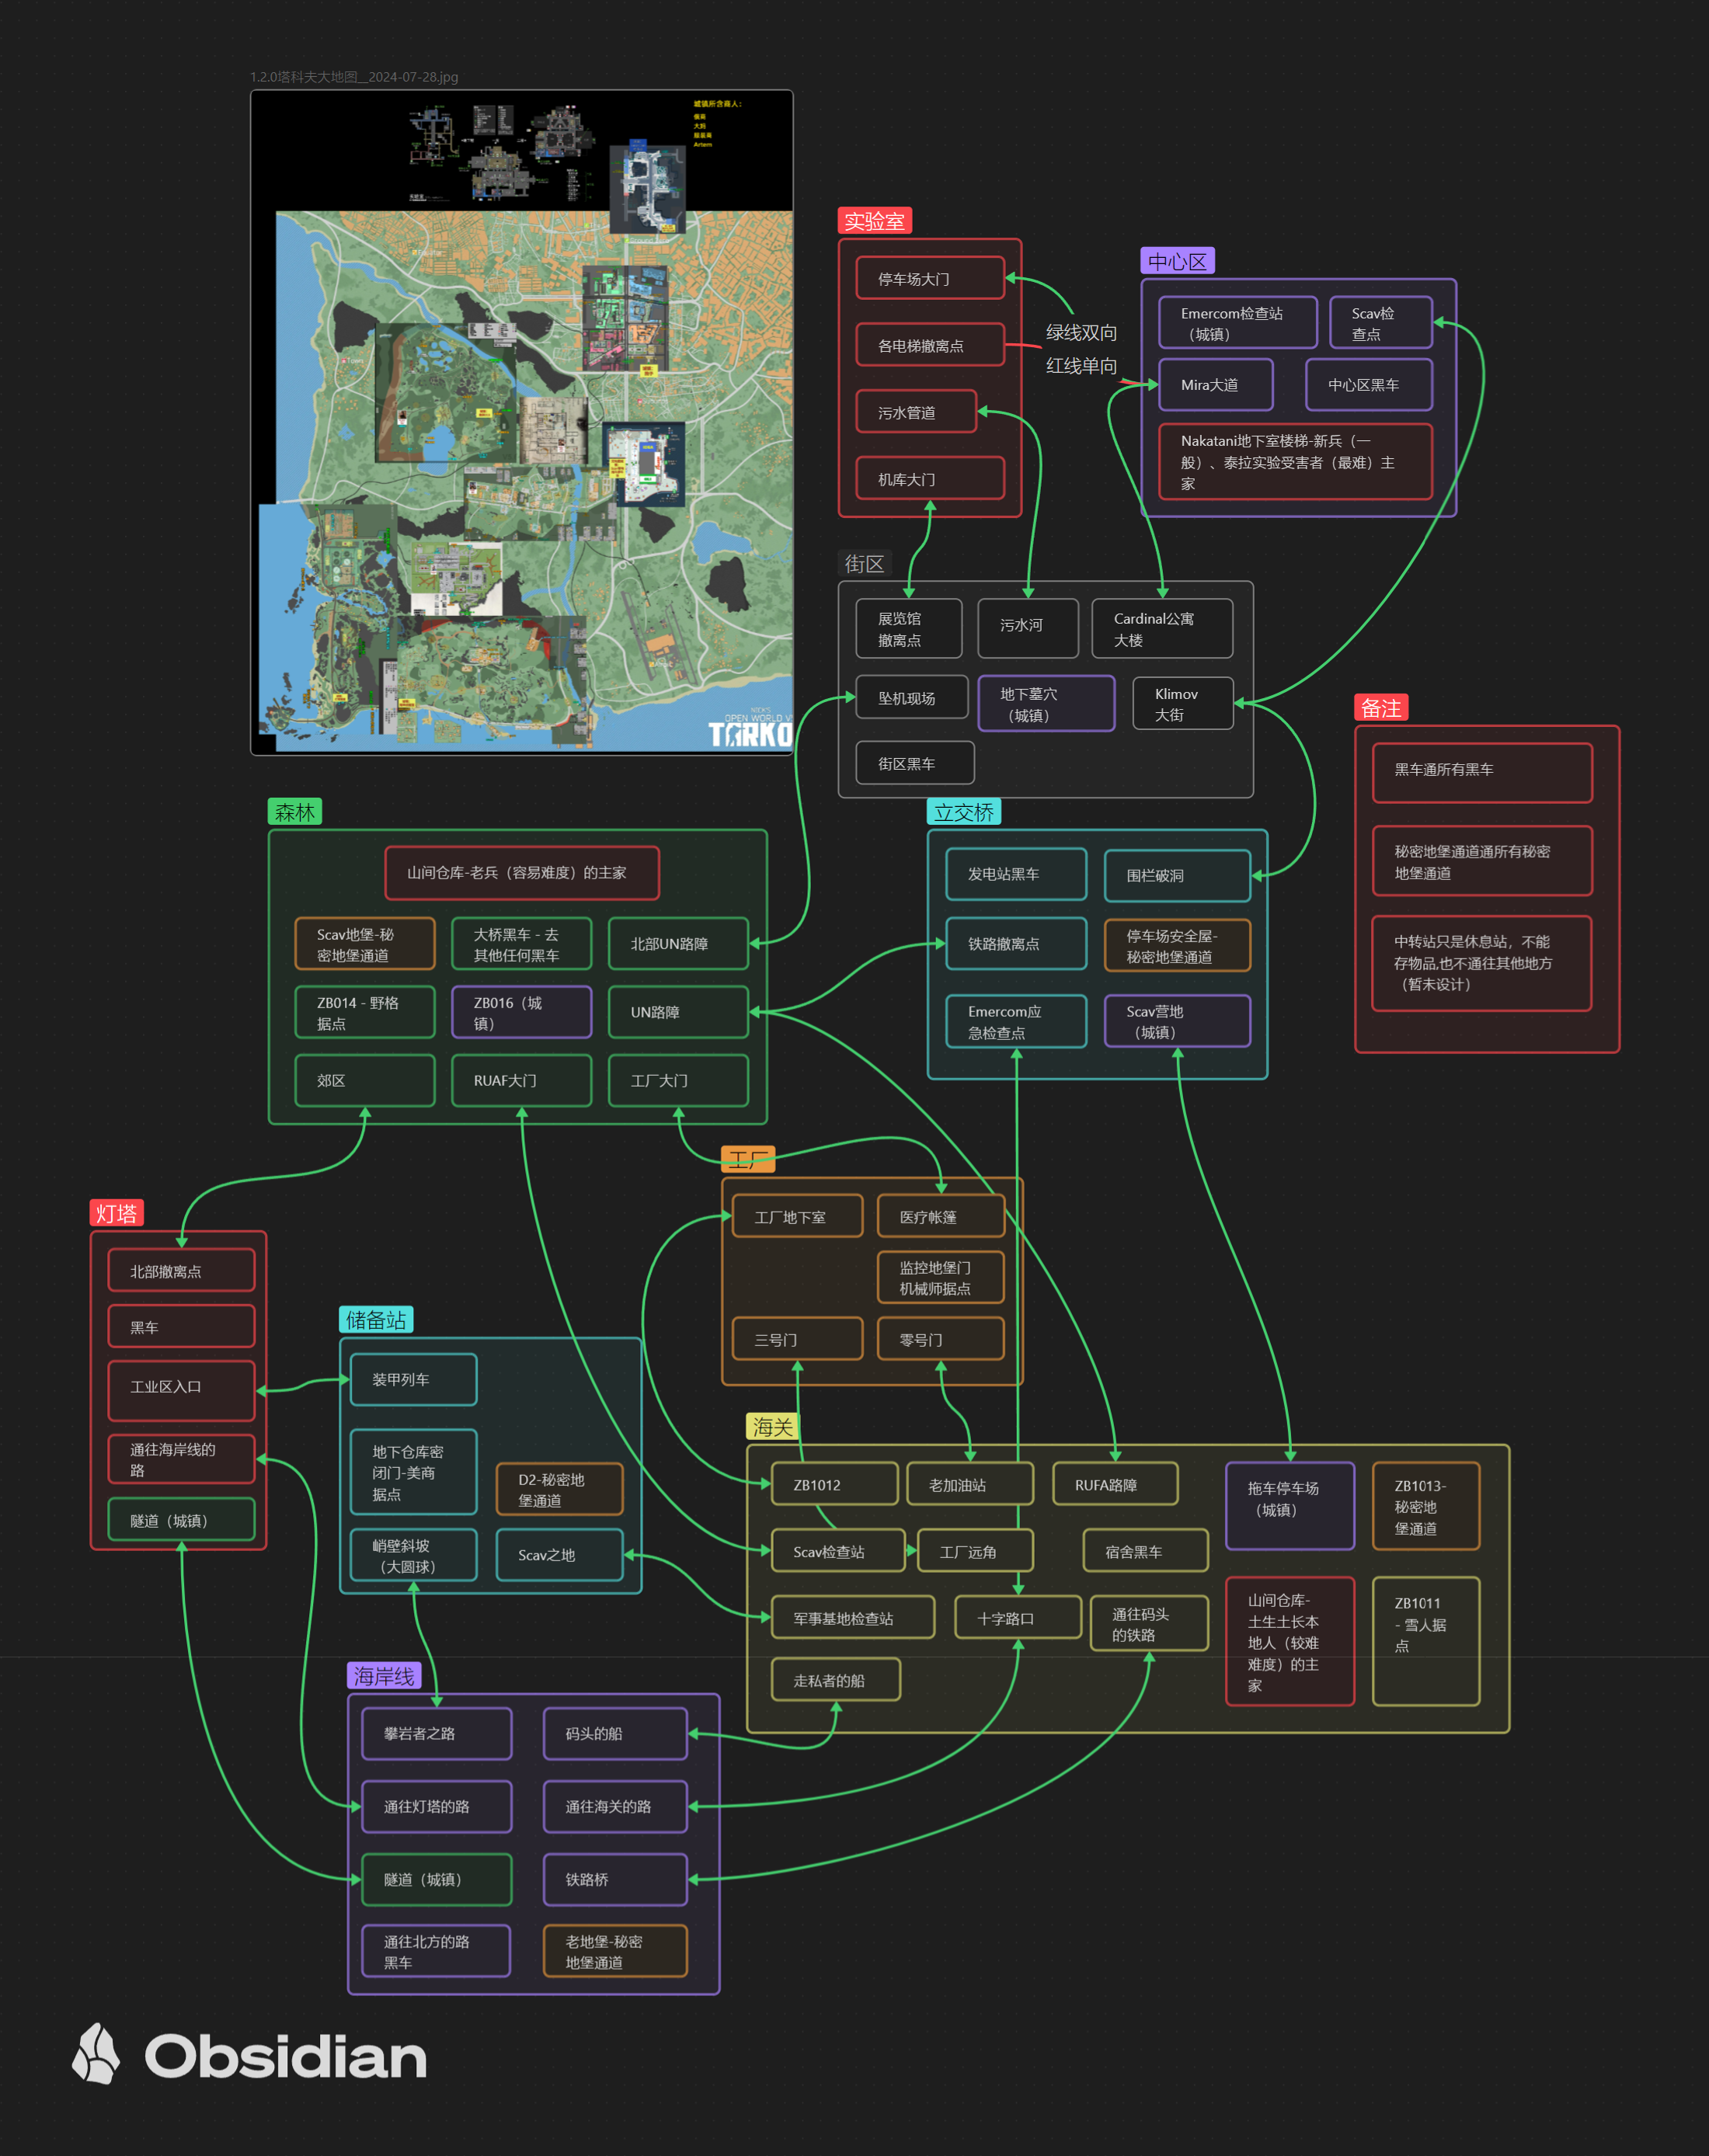 1.2.0塔科夫大地图__2024-07-28.jpg
城镇所含商人：
Artem
NICK'S
OPEN WORLD V
TARKO
实验室
停车场大门
各电梯撤离点
污水管道
机库大门
绿线双向
红线单向
中心区
Emercom检查站
（城镇）
Scav检
查点
Mira大道
中心区黑车
Nakatani地下室楼梯-新兵（一
般）、泰拉实验受害者（最难）主
家
街区
展览馆
撤离点
污水河
Cardinal公寓
大楼
坠机现场
地下墓穴
（城镇）
Klimov
大街
街区黑车
备注
黑车通所有黑车
秘密地堡通道通所有秘密
地堡通道
中转站只是休息站，不能
存物品,也不通往其他地方
（暂未设计）
森林
山间仓库-老兵（容易难度）的主家
Scav地堡-秘
密地堡通道
大桥黑车 - 去
其他任何黑车
北部UN路障
ZB014 - 野格
据点
ZB016（城
镇）
UN路障
郊区
RUAF大门
工厂大门
立交桥
发电站黑车
围栏破洞
铁路撤离点
停车场安全屋-
秘密地堡通道
Emercom应
急检查点
Scav营地
（城镇）
工厂
工厂地下室
医疗帐篷
监控地堡门
机械师据点
三号门
零号门
灯塔
北部撤离点
黑车
工业区入口
通往海岸线的
路
隧道（城镇）
储备站
装甲列车
地下仓库密
闭门-美商
据点
D2-秘密地
堡通道
峭壁斜坡
（大圆球）
Scav之地
海关
ZB1012
老加油站
RUFA路障
拖车停车场
（城镇）
ZB1013-
秘密地
堡通道
Scav检查站
工厂远角
宿舍黑车
军事基地检查站
十字路口
通往码头
的铁路
山间仓库-
土生土长本
地人（较难
难度）的主
家
ZB1011
- 雪人据
点
走私者的船
海岸线
攀岩者之路
码头的船
通往灯塔的路
通往海关的路
隧道（城镇）
铁路桥
通往北方的路
黑车
老地堡-秘密
地堡通道
Obsidian